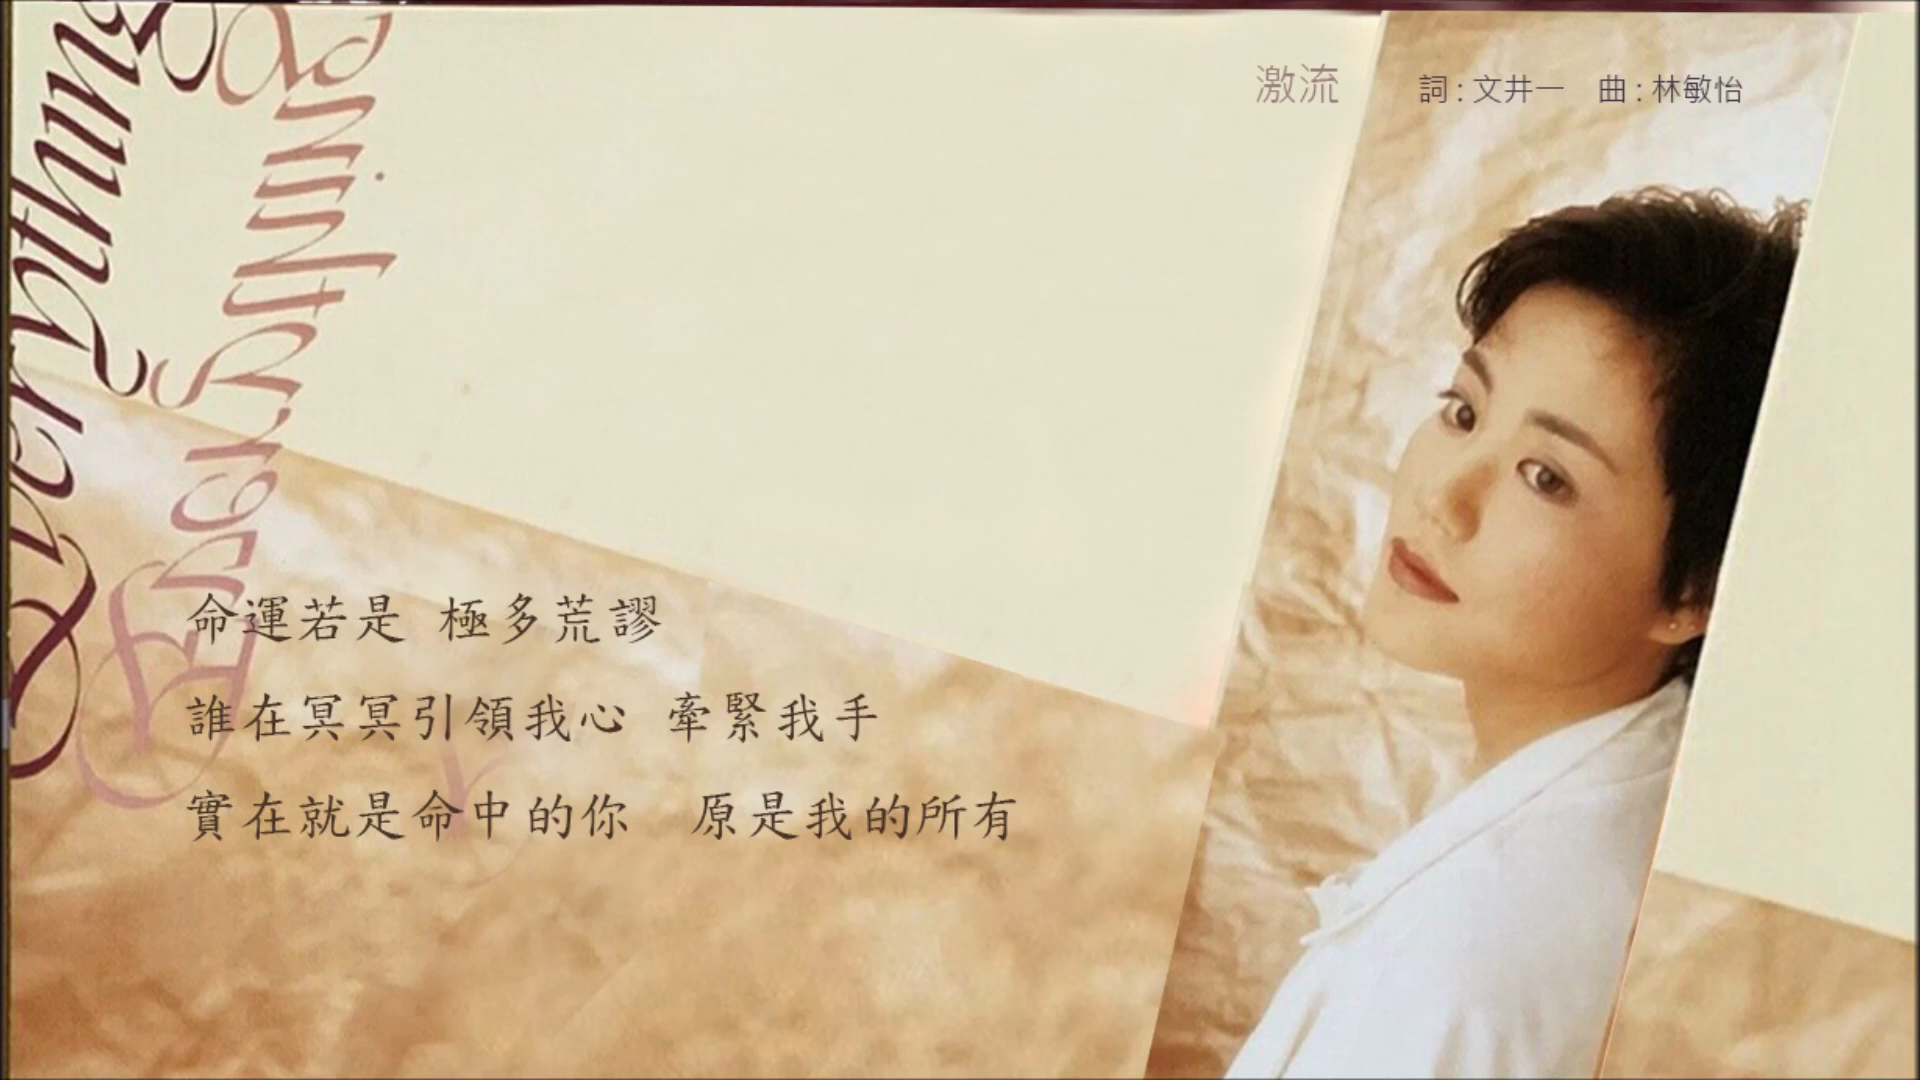 激流 詞 : 文井一 曲 : 林敏怡
Everything
命運若是 極多荒謬
誰在冥冥引領我心 牽緊我手
實在就是命中的你 原是我的所有